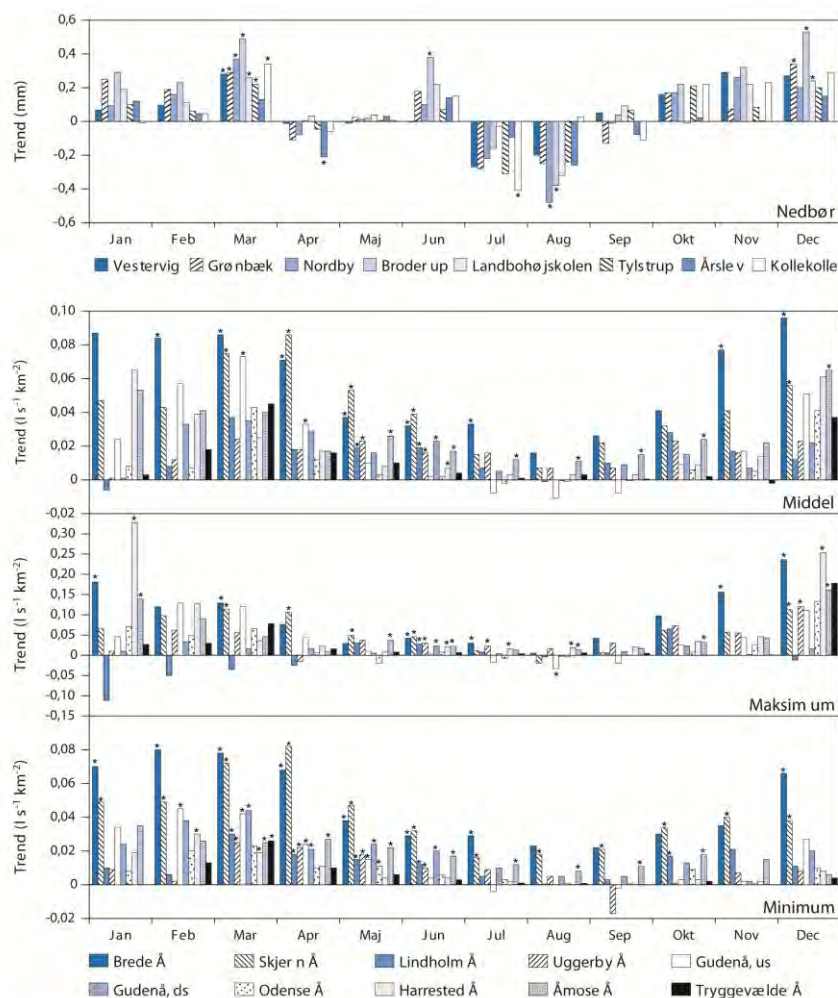 0,6
0,4
0,2
0
-0,2
-0,4
-0,6
Trend (mm)
Nedbør
Jan Feb Mar Apr Maj Jun Jul Aug Sep Okt Nov Dec
Vestervig Grønbæk Nordby Broder up Landbohøjskolen Tylstrup Årslev Kollekolle
0,10
0,08
0,06
0,04
0,02
0
-0,02
Trend (l s⁻¹ km⁻²)
Middel
0,30
0,25
0,20
0,15
0,10
0,05
0
-0,05
-0,10
-0,15
Trend (l s⁻¹ km⁻²)
Maksim um
0,08
0,06
0,04
0,02
0
-0,02
Trend (l s⁻¹ km⁻²)
Minimum
Jan Feb Mar Apr Maj Jun Jul Aug Sep Okt Nov Dec
Brede Å Skjer n Å Lindholm Å Uggerby Å Gudenå, us
Gudenå, ds Odense Å Harrested Å Åmose Å Tryggevælde Å